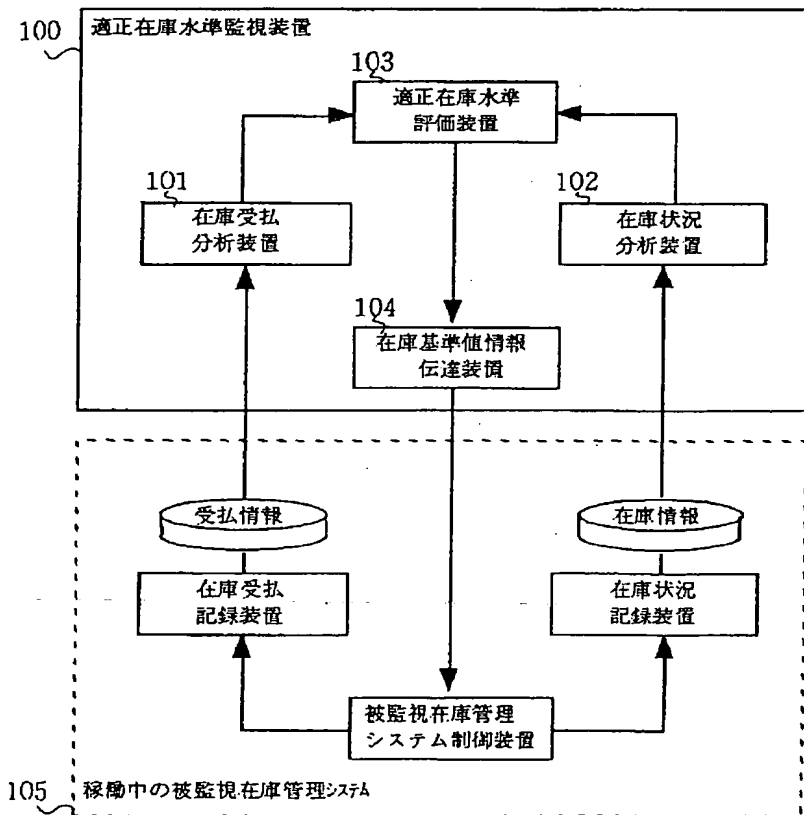 100
適正在庫水準監視装置
103
適正在庫水準
評価装置
101
在庫受払
分析装置
102
在庫状況
分析装置
104
在庫基準値情報
伝達装置
受払情報
在庫情報
在庫受払
記録装置
在庫状況
記録装置
被監視在庫管理
システム制御装置
105
稼働中の被監視在庫管理システム